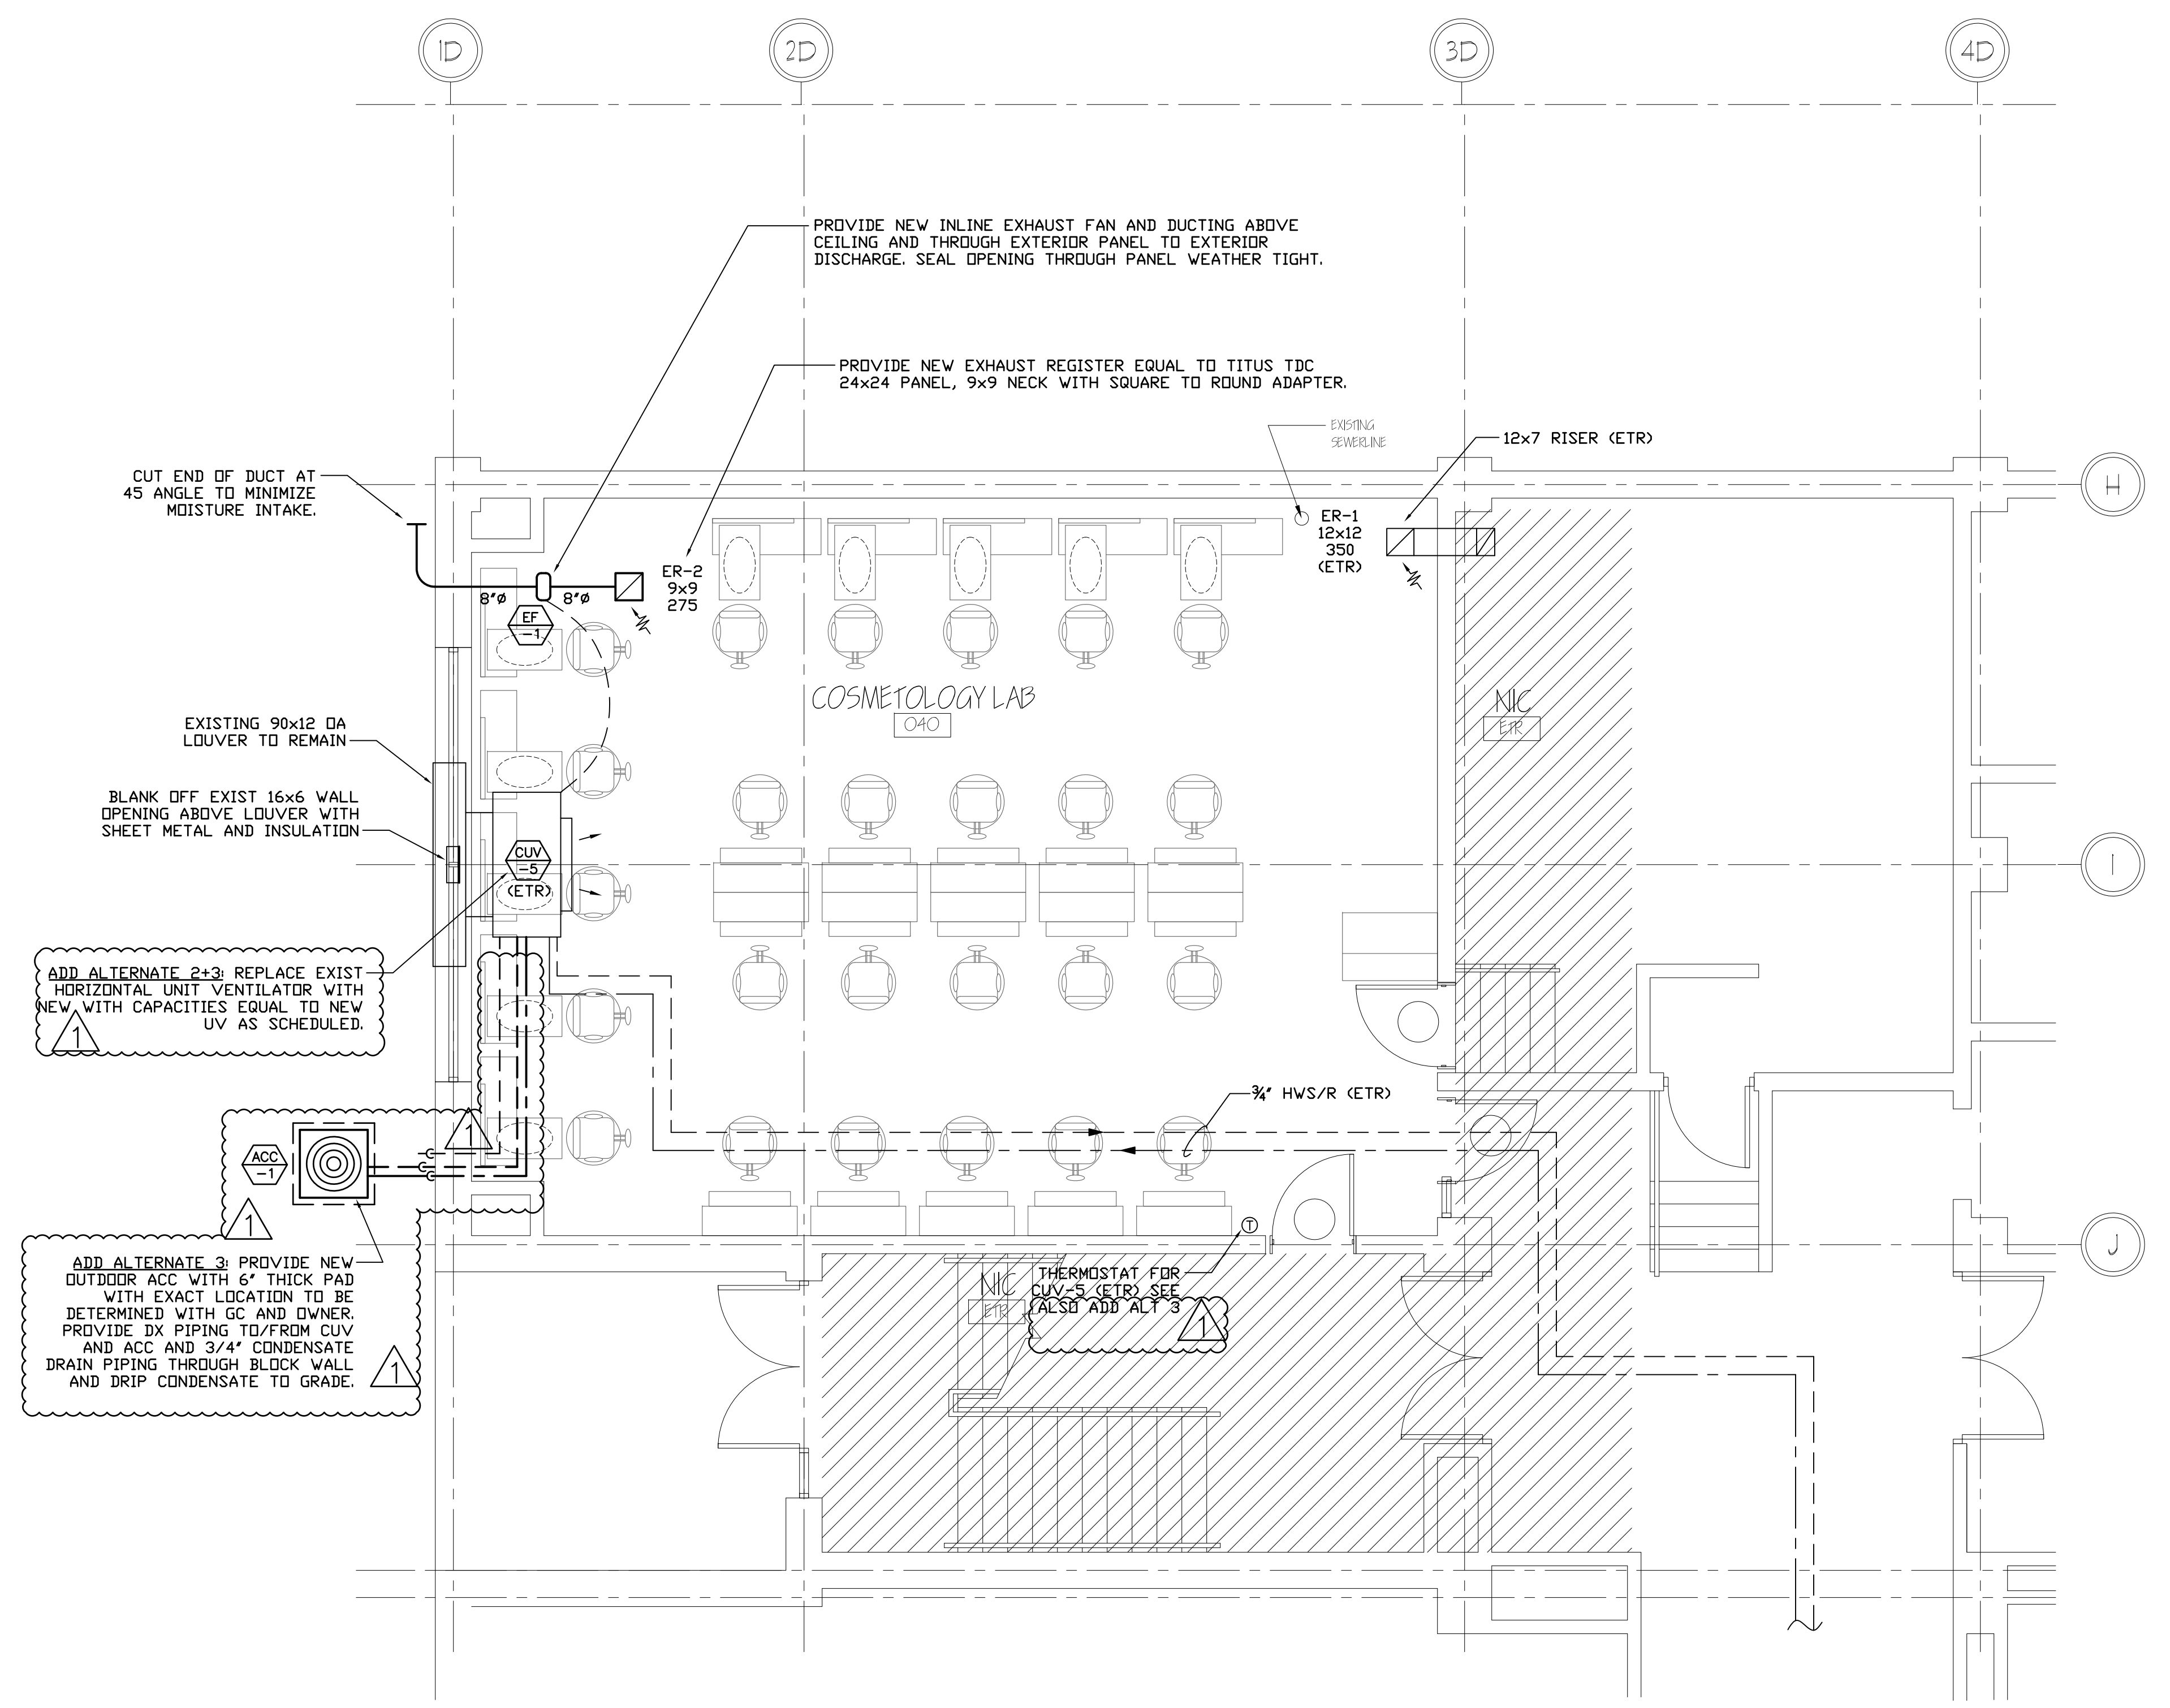 1D
2D
3D
4D
PROVIDE NEW INLINE EXHAUST FAN AND DUCTING ABOVE
CEILING AND THROUGH EXTERIOR PANEL TO EXTERIOR
DISCHARGE. SEAL OPENING THROUGH PANEL WEATHER TIGHT.
PROVIDE NEW EXHAUST REGISTER EQUAL TO TITUS TDC
24x24 PANEL, 9x9 NECK WITH SQUARE TO ROUND ADAPTER.
EXISTING
SEWERLINE
12x7 RISER (ETR)
CUT END OF DUCT AT
45 ANGLE TO MINIMIZE
MOISTURE INTAKE.
H
ER-1
12x12
350
(ETR)
ER-2
9x9
275
8"ø
8"ø
EF
-1
COSMETOLOGY LAB
040
NIC
ETR
EXISTING 90x12 OA
LOUVER TO REMAIN
BLANK OFF EXIST 16x6 WALL
OPENING ABOVE LOUVER WITH
SHEET METAL AND INSULATION
CUV
-5
(ETR)
I
ADD ALTERNATE 2+3: REPLACE EXIST
HORIZONTAL UNIT VENTILATOR WITH
NEW WITH CAPACITIES EQUAL TO NEW
UV AS SCHEDULED.
1
¾" HWS/R (ETR)
1
ACC
-1
1
T
J
ADD ALTERNATE 3: PROVIDE NEW
OUTDOOR ACC WITH 6" THICK PAD
WITH EXACT LOCATION TO BE
DETERMINED WITH GC AND OWNER.
PROVIDE DX PIPING TO/FROM CUV
AND ACC AND 3/4" CONDENSATE
DRAIN PIPING THROUGH BLOCK WALL
AND DRIP CONDENSATE TO GRADE.
1
NIC
ETR
THERMOSTAT FOR
CUV-5 (ETR) SEE
ALSO ADD ALT 3
1